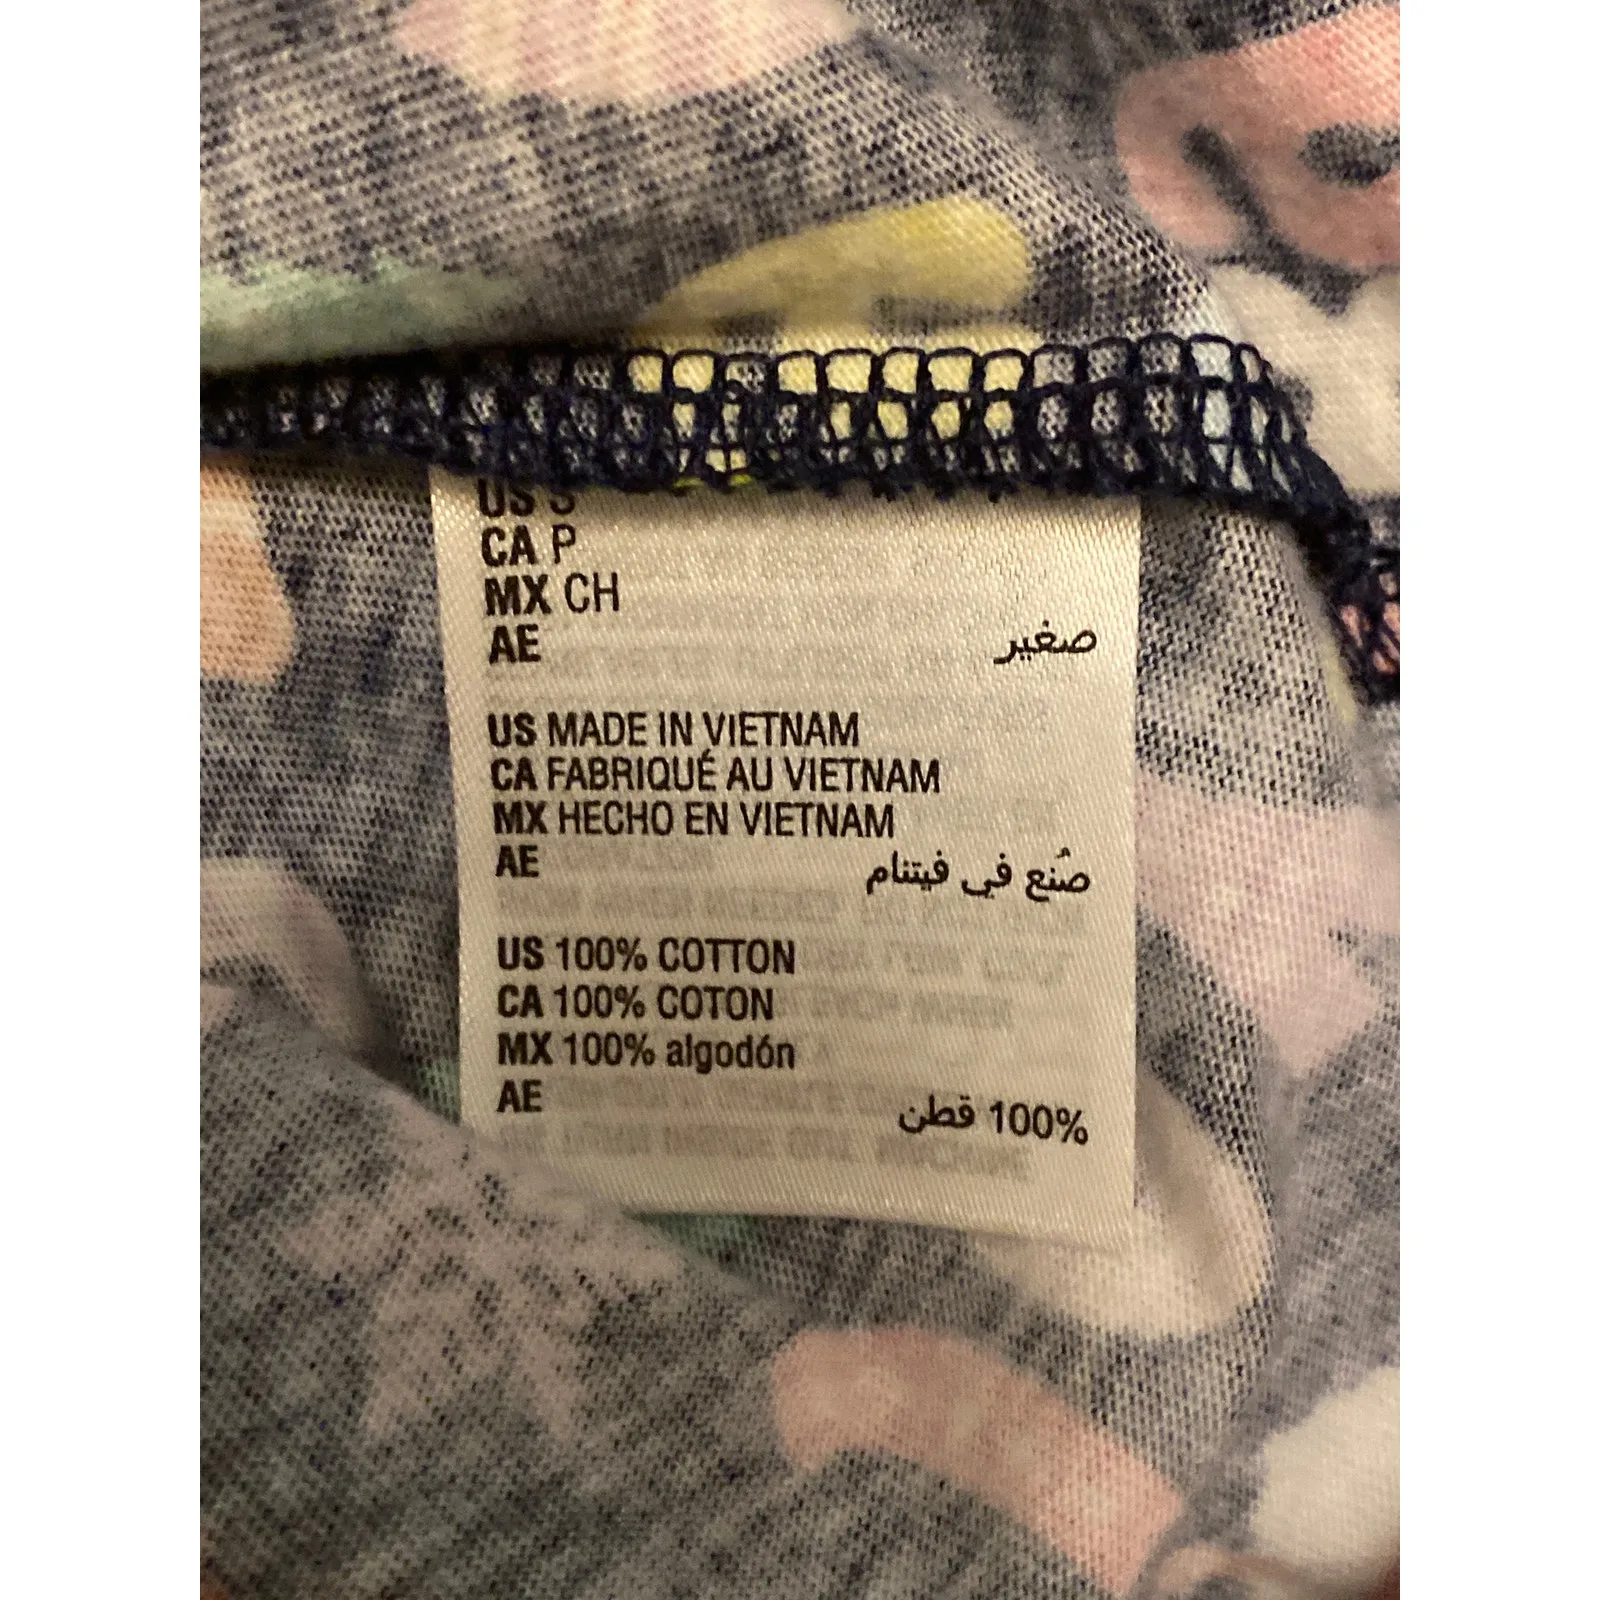 US S
CA P
MX CH
AE صغير
US MADE IN VIETNAM
CA FABRIQUÉ AU VIETNAM
MX HECHO EN VIETNAM
AE صُنع في فيتنام
US 100% COTTON
CA 100% COTON
MX 100% algodón
AE 100% قطن